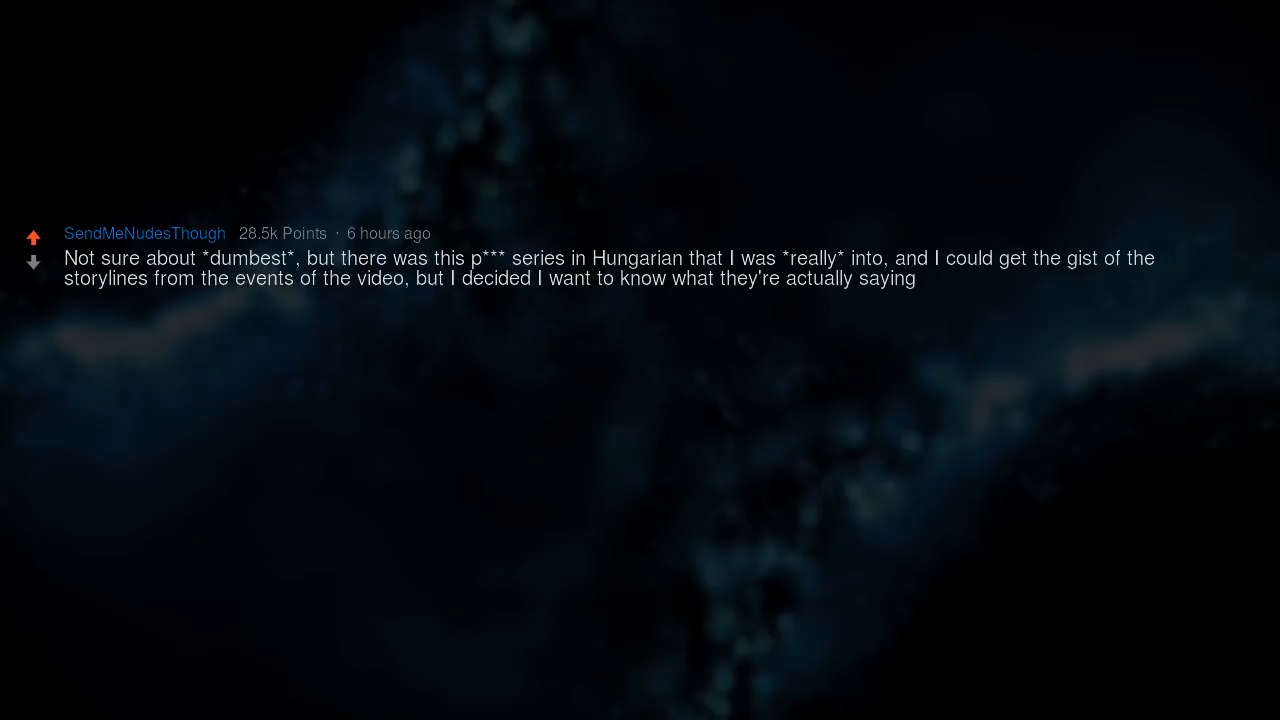 SendMeNudesThough 28.5k Points · 6 hours ago
Not sure about *dumbest*, but there was this p*** series in Hungarian that I was *really* into, and I could get the gist of the
storylines from the events of the video, but I decided I want to know what they're actually saying